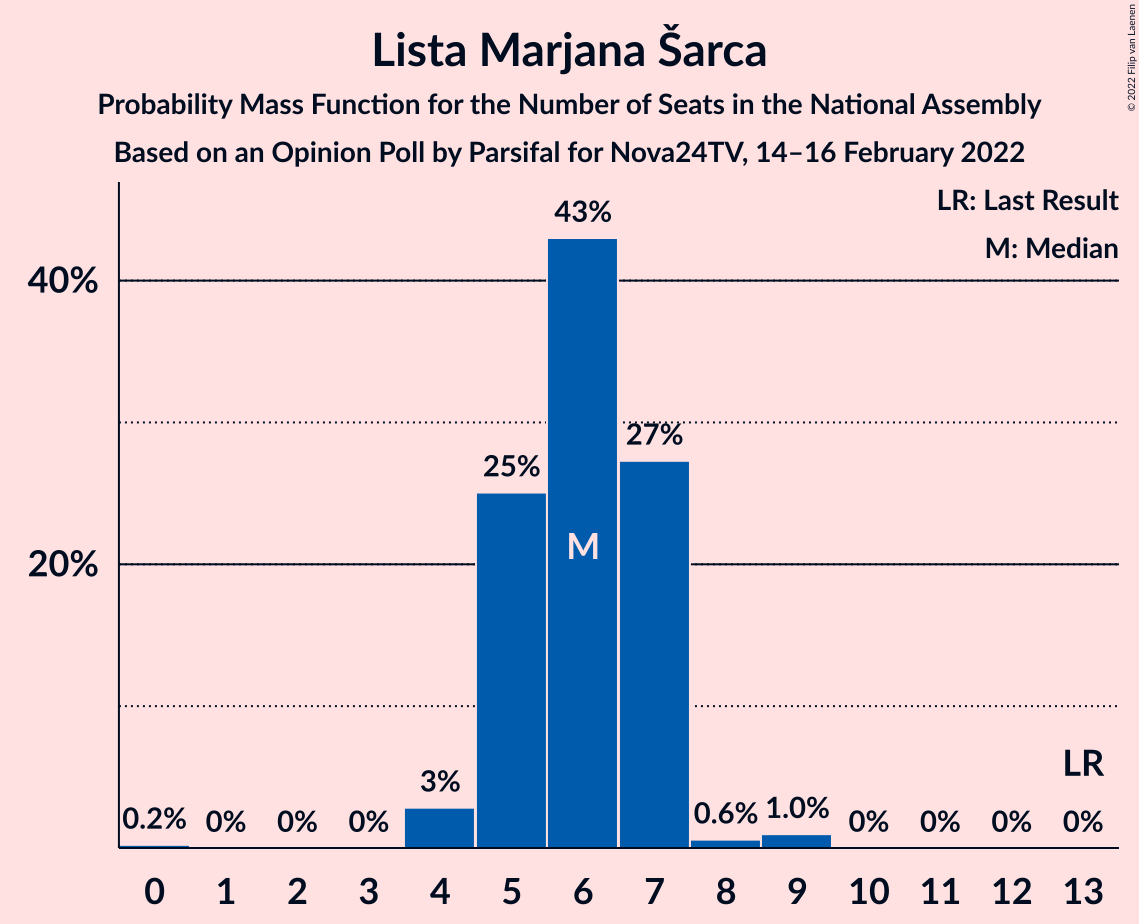 Lista Marjana Šarca
Probability Mass Function for the Number of Seats in the National Assembly
Based on an Opinion Poll by Parsifal for Nova24TV, 14–16 February 2022
© 2022 Filip van Laenen
LR: Last Result
M: Median
43%
40%
27%
25%
M
20%
LR
3%
0.2% 0% 0% 0% 0.6% 1.0% 0% 0% 0% 0%
0 1 2 3 4 5 6 7 8 9 10 11 12 13